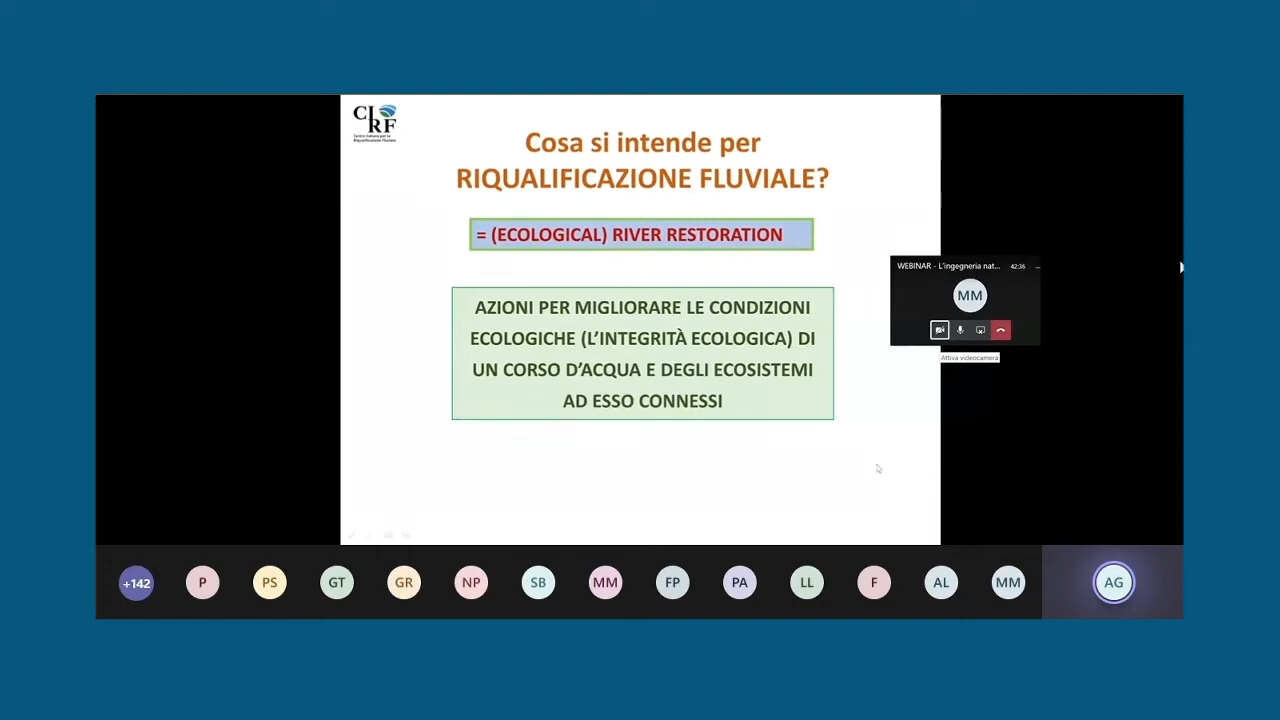 CIRF
Centro Italiano per la
Riqualificazione Fluviale
Cosa si intende per
RIQUALIFICAZIONE FLUVIALE?
= (ECOLOGICAL) RIVER RESTORATION
AZIONI PER MIGLIORARE LE CONDIZIONI
ECOLOGICHE (L'INTEGRITÀ ECOLOGICA) DI
UN CORSO D'ACQUA E DEGLI ECOSISTEMI
AD ESSO CONNESSI
WEBINAR - L'ingegneria nat... 42:36
MM
Attiva videocamera
+142 P PS GT GR NP SB MM FP PA LL F AL MM AG